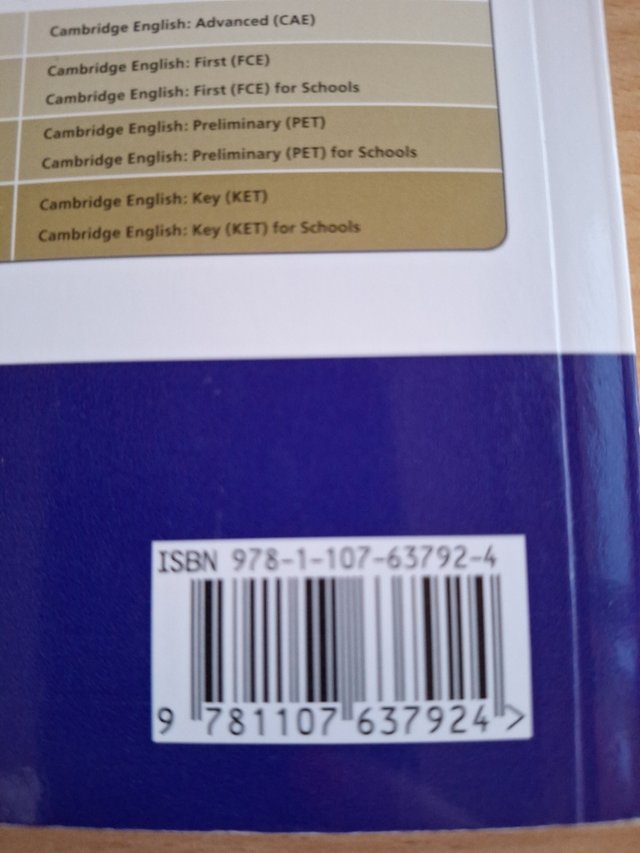 Cambridge English: Advanced (CAE)
Cambridge English: First (FCE)
Cambridge English: First (FCE) for Schools
Cambridge English: Preliminary (PET)
Cambridge English: Preliminary (PET) for Schools
Cambridge English: Key (KET)
Cambridge English: Key (KET) for Schools
ISBN 978-1-107-63792-4
9 781107 637924 >